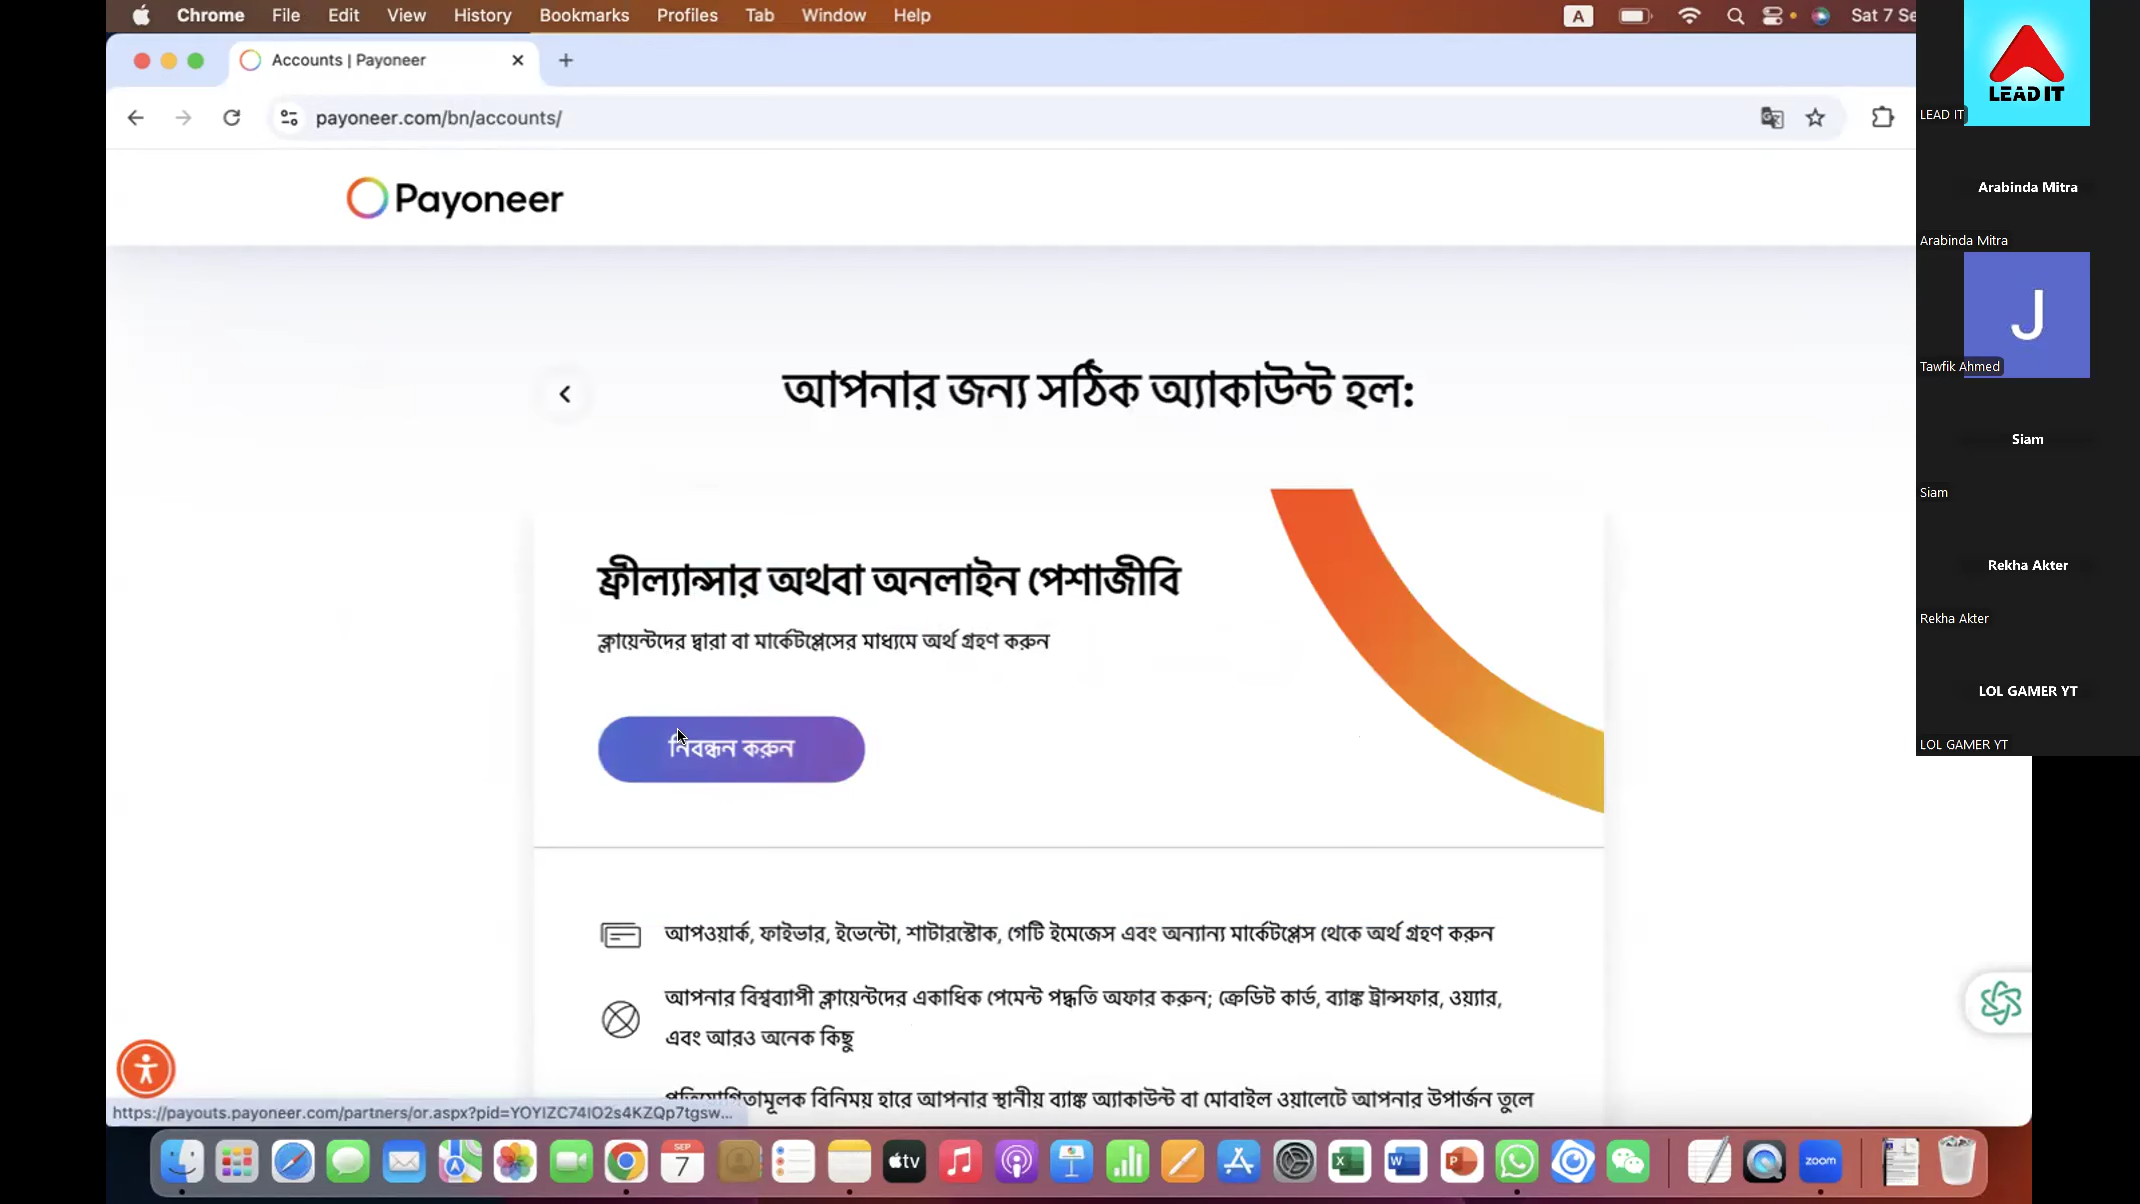 Chrome File Edit View History Bookmarks Profiles Tab Window Help
A
Sat 7 Se
Accounts | Payoneer
payoneer.com/bn/accounts/
Payoneer
আপনার জন্য সঠিক অ্যাকাউন্ট হল:
ফ্রীল্যান্সার অথবা অনলাইন পেশাজীবি
ক্লায়েন্টদের দ্বারা বা মার্কেটপ্লেসের মাধ্যমে অর্থ গ্রহণ করুন
নিবন্ধন করুন
আপওয়ার্ক, ফাইভার, ইভেন্টো, শাটারস্টোক, গেটি ইমেজেস এবং অন্যান্য মার্কেটপ্লেস থেকে অর্থ গ্রহণ করুন
আপনার বিশ্বব্যাপী ক্লায়েন্টদের একাধিক পেমেন্ট পদ্ধতি অফার করুন; ক্রেডিট কার্ড, ব্যাঙ্ক ট্রান্সফার, ওয়্যার,
এবং আরও অনেক কিছু
প্রতিযোগিতামূলক বিনিময় হারে আপনার স্থানীয় ব্যাঙ্ক অ্যাকাউন্ট বা মোবাইল ওয়ালেটে আপনার উপার্জন তুলে
https://payouts.payoneer.com/partners/or.aspx?pid=YOYIZC74IO2s4KZQp7tgsw...
SEP
7
tv
zoom
LEAD IT
LEAD IT
Arabinda Mitra
Arabinda Mitra
J
Tawfik Ahmed
Siam
Siam
Rekha Akter
Rekha Akter
LOL GAMER YT
LOL GAMER YT